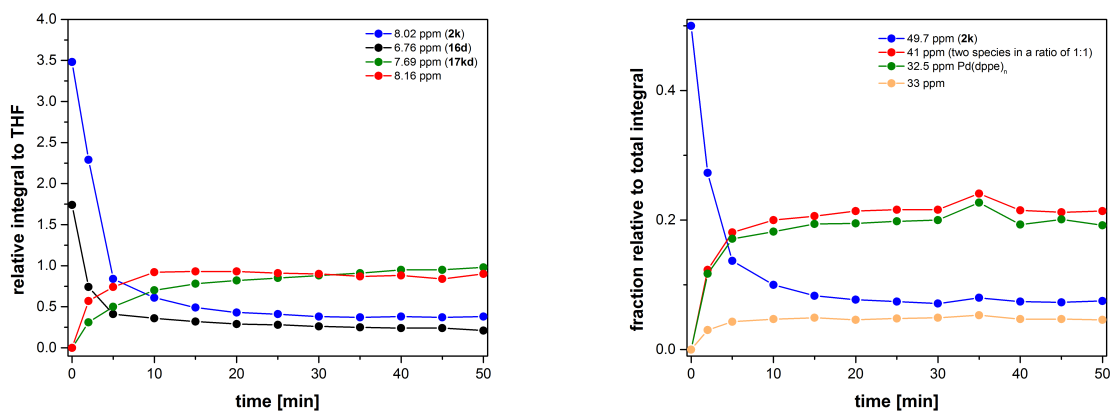 relative integral to THF
4.0
3.5
3.0
2.5
2.0
1.5
1.0
0.5
0.0
8.02 ppm (2k)
6.76 ppm (16d)
7.69 ppm (17kd)
8.16 ppm
0 10 20 30 40 50
time [min]
fraction relative to total integral
0.4
0.2
0.0
49.7 ppm (2k)
41 ppm (two species in a ratio of 1:1)
32.5 ppm Pd(dppe)n
33 ppm
0 10 20 30 40 50
time [min]